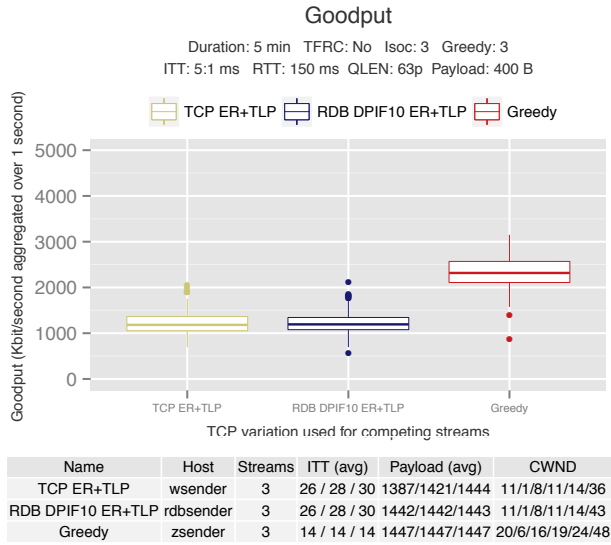 Goodput
Duration: 5 min TFRC: No Isoc: 3 Greedy: 3
ITT: 5:1 ms RTT: 150 ms QLEN: 63p Payload: 400 B
TCP ER+TLP RDB DPIF10 ER+TLP Greedy
Goodput (Kbit/second aggregated over 1 second)
5000
4000
3000
2000
1000
0
TCP ER+TLP RDB DPIF10 ER+TLP Greedy
TCP variation used for competing streams
Name Host Streams ITT (avg) Payload (avg) CWND
TCP ER+TLP wsender 3 26 / 28 / 30 1387/1421/1444 11/1/8/11/14/36
RDB DPIF10 ER+TLP rdbsender 3 26 / 28 / 30 1442/1442/1443 11/1/8/11/14/43
Greedy zsender 3 14 / 14 / 14 1447/1447/1447 20/6/16/19/24/48